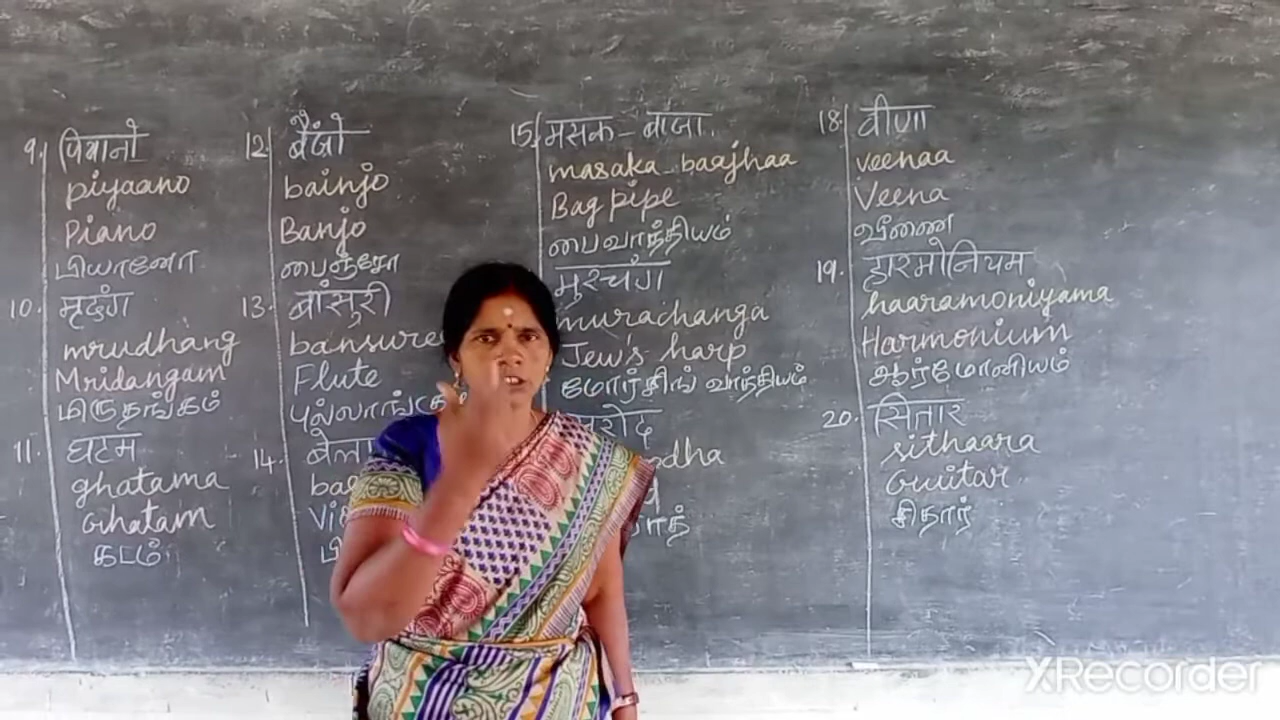 9. पियानो
piyaano
Piano
பியானோ
10. मृदंग
mrudhang
Mridangam
மிருதங்கம்
11. घटम
ghatama
Ghatam
கடம்
12. बैंजो
bainjo
Banjo
பைஞ்சோ
13. बांसुरी
bansure
Flute
14.
15. मसक - बाजा.
masaka baajhaa
Bag pipe
பைவாந்தியம்
मुरचंग
murachanga
Jew's harp
மோர்சிங் வாந்தியம்
18. वीणा
veenaa
Veena
வீணை
19. हारमोनियम
haaramoniyama
Harmonium
ஆர்மோனியம்
20. सितार
sithaara
Guitar
சிதார்
XRecorder